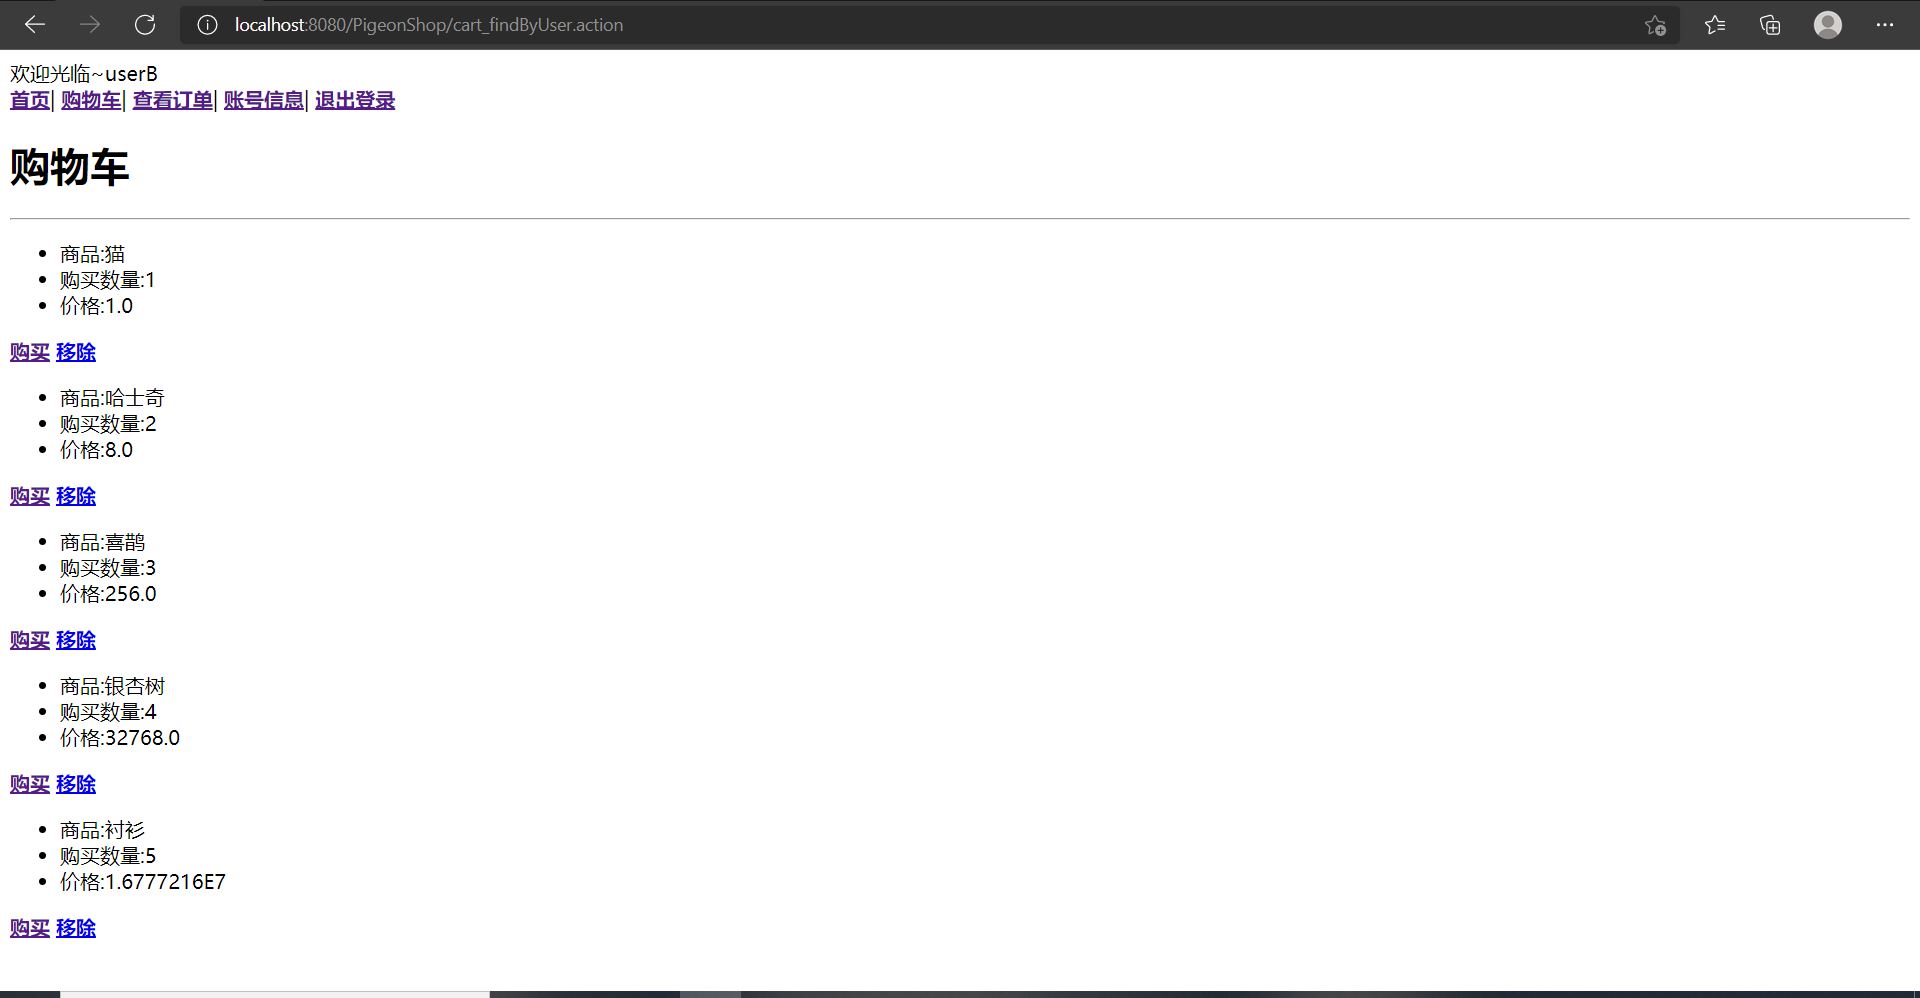 localhost:8080/PigeonShop/cart_findByUser.action
欢迎光临~userB
首页| 购物车| 查看订单| 账号信息| 退出登录
购物车
商品:猫
购买数量:1
价格:1.0
购买 移除
商品:哈士奇
购买数量:2
价格:8.0
购买 移除
商品:喜鹊
购买数量:3
价格:256.0
购买 移除
商品:银杏树
购买数量:4
价格:32768.0
购买 移除
商品:衬衫
购买数量:5
价格:1.6777216E7
购买 移除